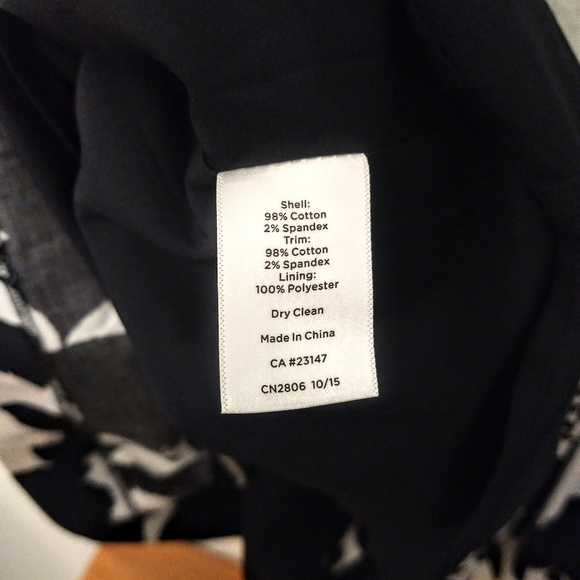 Shell:
98% Cotton
2% Spandex
Trim:
98% Cotton
2% Spandex
Lining:
100% Polyester
Dry Clean
Made In China
CA #23147
CN2806 10/15